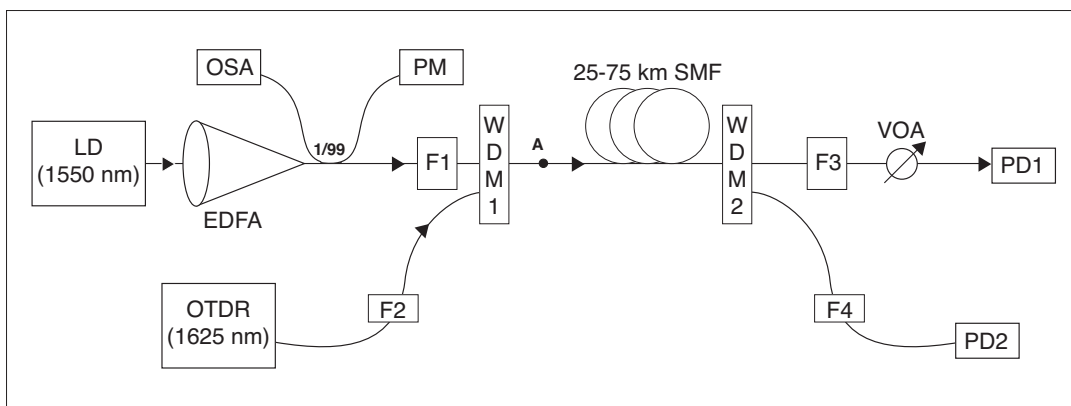 OSA
PM
25-75 km SMF
LD
(1550 nm)
1/99
EDFA
F1
W
D
M
1
A
W
D
M
2
F3
VOA
PD1
OTDR
(1625 nm)
F2
F4
PD2